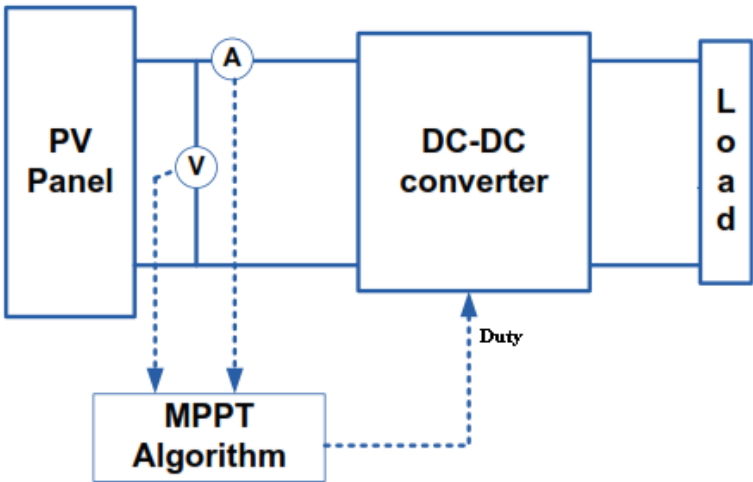 A
PV
Panel
V
DC-DC
converter
L
o
a
d
Duty
MPPT
Algorithm